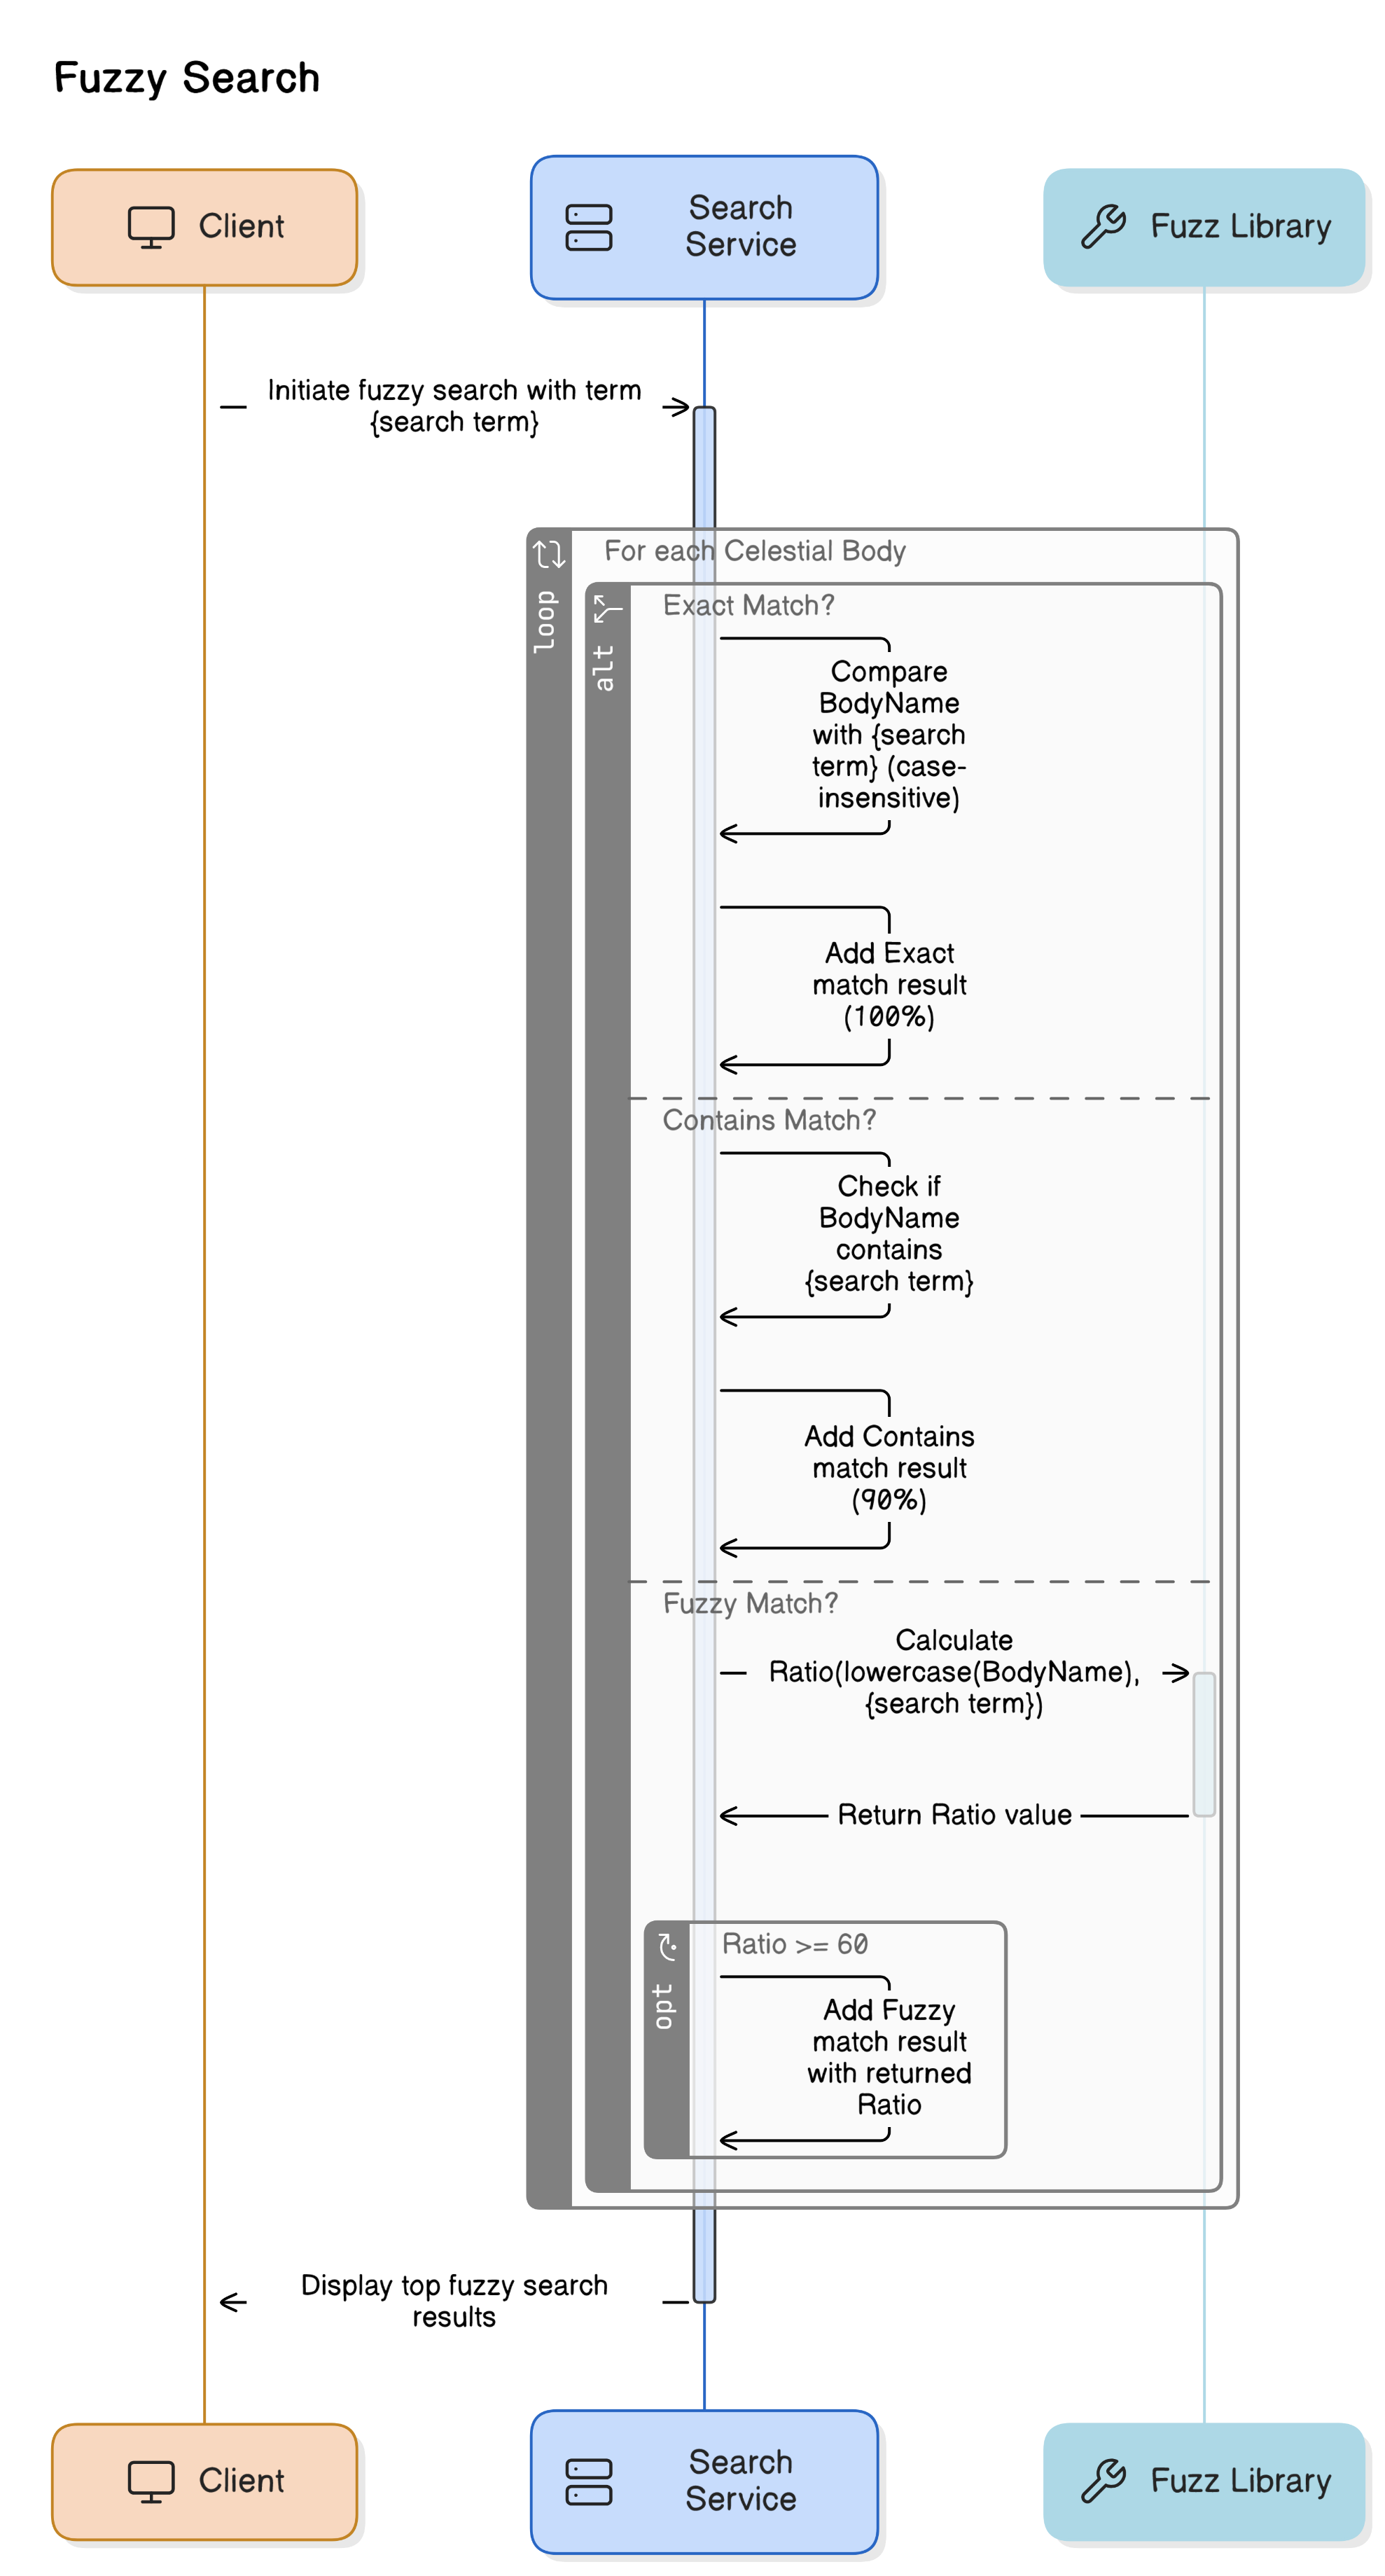 Fuzzy Search
Client
Search
Service
Fuzz Library
Initiate fuzzy search with term
{search term}
loop
For each Celestial Body
alt
Exact Match?
Compare
BodyName
with {search
term} (case-
insensitive)
Add Exact
match result
(100%)
Contains Match?
Check if
BodyName
contains
{search term}
Add Contains
match result
(90%)
Fuzzy Match?
Calculate
Ratio(lowercase(BodyName),
{search term})
Return Ratio value
opt
Ratio >= 60
Add Fuzzy
match result
with returned
Ratio
Display top fuzzy search
results
Client
Search
Service
Fuzz Library